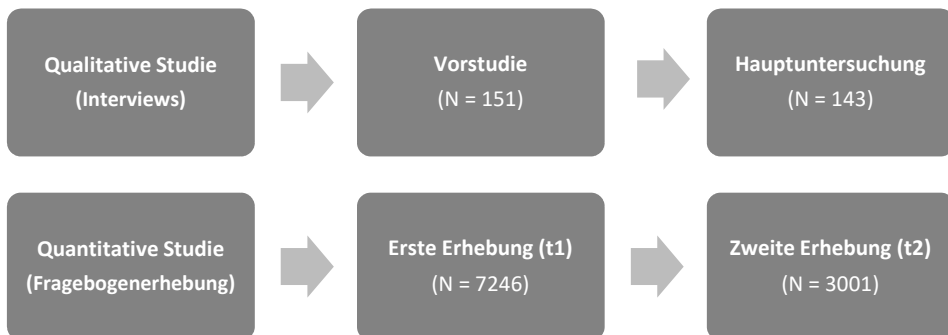 Qualitative Studie
(Interviews)
Vorstudie
(N = 151)
Hauptuntersuchung
(N = 143)
Quantitative Studie
(Fragebogenerhebung)
Erste Erhebung (t1)
(N = 7246)
Zweite Erhebung (t2)
(N = 3001)